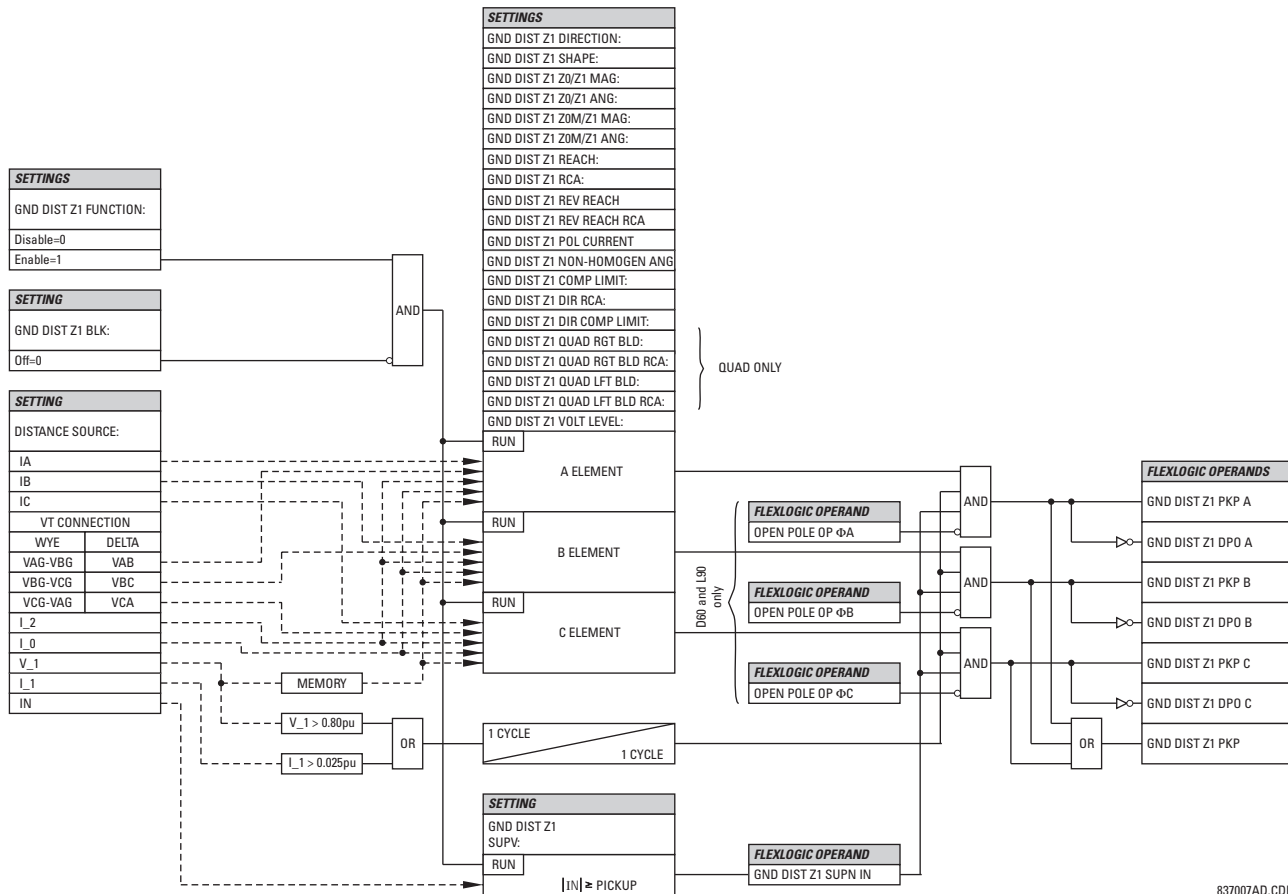 SETTINGS
GND DIST Z1 DIRECTION:
GND DIST Z1 SHAPE:
GND DIST Z1 Z0/Z1 MAG:
GND DIST Z1 Z0/Z1 ANG:
GND DIST Z1 Z0M/Z1 MAG:
GND DIST Z1 Z0M/Z1 ANG:
GND DIST Z1 REACH:
GND DIST Z1 RCA:
GND DIST Z1 REV REACH
GND DIST Z1 REV REACH RCA
GND DIST Z1 POL CURRENT
GND DIST Z1 NON-HOMOGEN ANG
GND DIST Z1 COMP LIMIT:
GND DIST Z1 DIR RCA:
GND DIST Z1 DIR COMP LIMIT:
GND DIST Z1 QUAD RGT BLD:
GND DIST Z1 QUAD RGT BLD RCA:
GND DIST Z1 QUAD LFT BLD:
GND DIST Z1 QUAD LFT BLD RCA:
GND DIST Z1 VOLT LEVEL:
QUAD ONLY
SETTINGS
GND DIST Z1 FUNCTION:
Disable=0
Enable=1
SETTING
GND DIST Z1 BLK:
Off=0
AND
SETTING
DISTANCE SOURCE:
IA
IB
IC
VT CONNECTION
WYE DELTA
VAG-VBG VAB
VBG-VCG VBC
VCG-VAG VCA
I_2
I_0
V_1
I_1
IN
MEMORY
V_1 > 0.80pu
I_1 > 0.025pu
OR
RUN
A ELEMENT
RUN
B ELEMENT
RUN
C ELEMENT
1 CYCLE
1 CYCLE
SETTING
GND DIST Z1
SUPV:
RUN
|IN| ≥ PICKUP
D60 and L90
only
FLEXLOGIC OPERAND
OPEN POLE OP ΦA
FLEXLOGIC OPERAND
OPEN POLE OP ΦB
FLEXLOGIC OPERAND
OPEN POLE OP ΦC
FLEXLOGIC OPERAND
GND DIST Z1 SUPN IN
AND
AND
AND
OR
FLEXLOGIC OPERANDS
GND DIST Z1 PKP A
GND DIST Z1 DPO A
GND DIST Z1 PKP B
GND DIST Z1 DPO B
GND DIST Z1 PKP C
GND DIST Z1 DPO C
GND DIST Z1 PKP